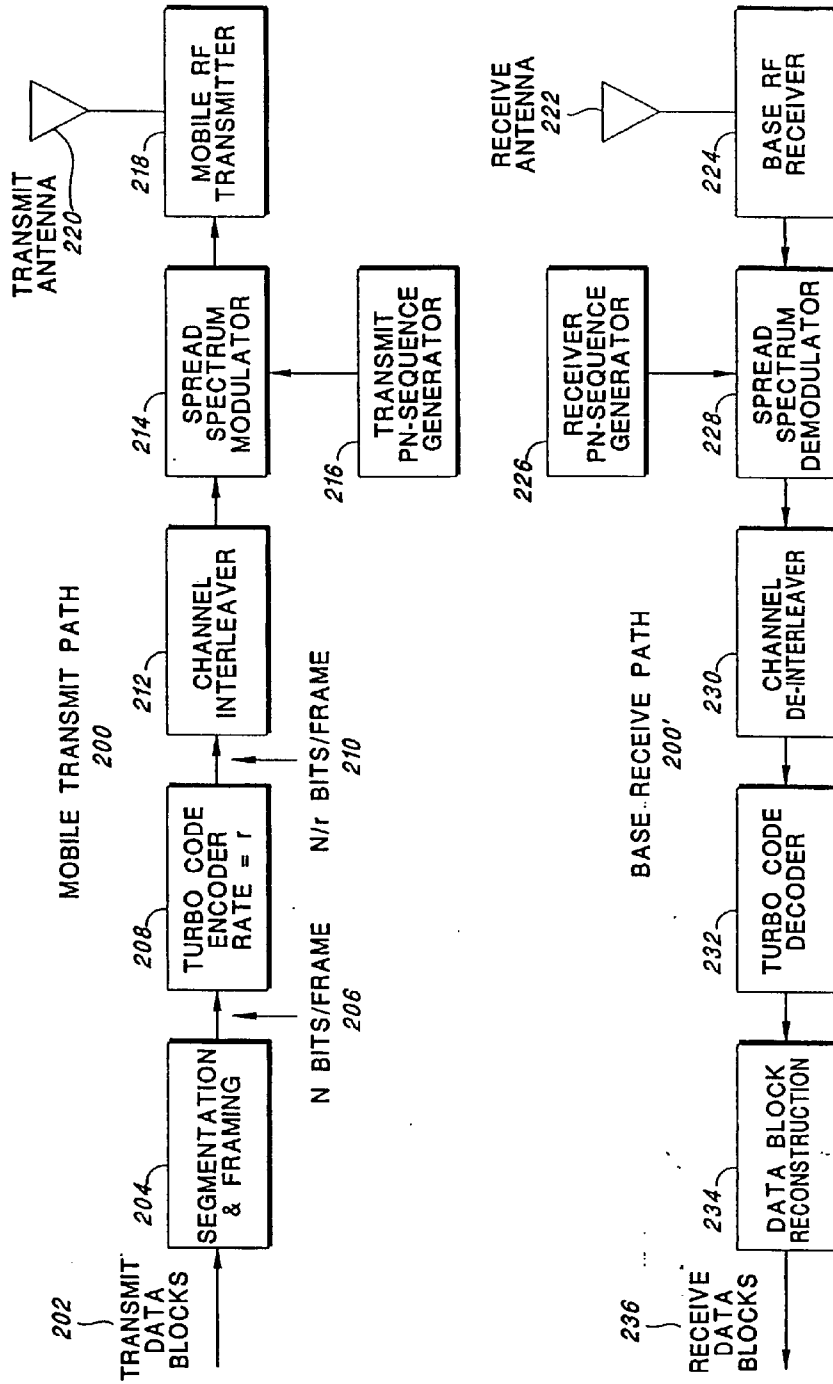 MOBILE TRANSMIT PATH
200
202
TRANSMIT
DATA
BLOCKS
204
SEGMENTATION
& FRAMING
N BITS/FRAME
206
208
TURBO CODE
ENCODER
RATE = r
N/r BITS/FRAME
210
212
CHANNEL
INTERLEAVER
214
SPREAD
SPECTRUM
MODULATOR
216
TRANSMIT
PN-SEQUENCE
GENERATOR
218
MOBILE RF
TRANSMITTER
TRANSMIT
ANTENNA
220
BASE RECEIVE PATH
200'
RECEIVE
ANTENNA
222
224
BASE RF
RECEIVER
226
RECEIVER
PN-SEQUENCE
GENERATOR
228
SPREAD
SPECTRUM
DEMODULATOR
230
CHANNEL
DE-INTERLEAVER
232
TURBO CODE
DECODER
234
DATA BLOCK
RECONSTRUCTION
236
RECEIVE
DATA
BLOCKS